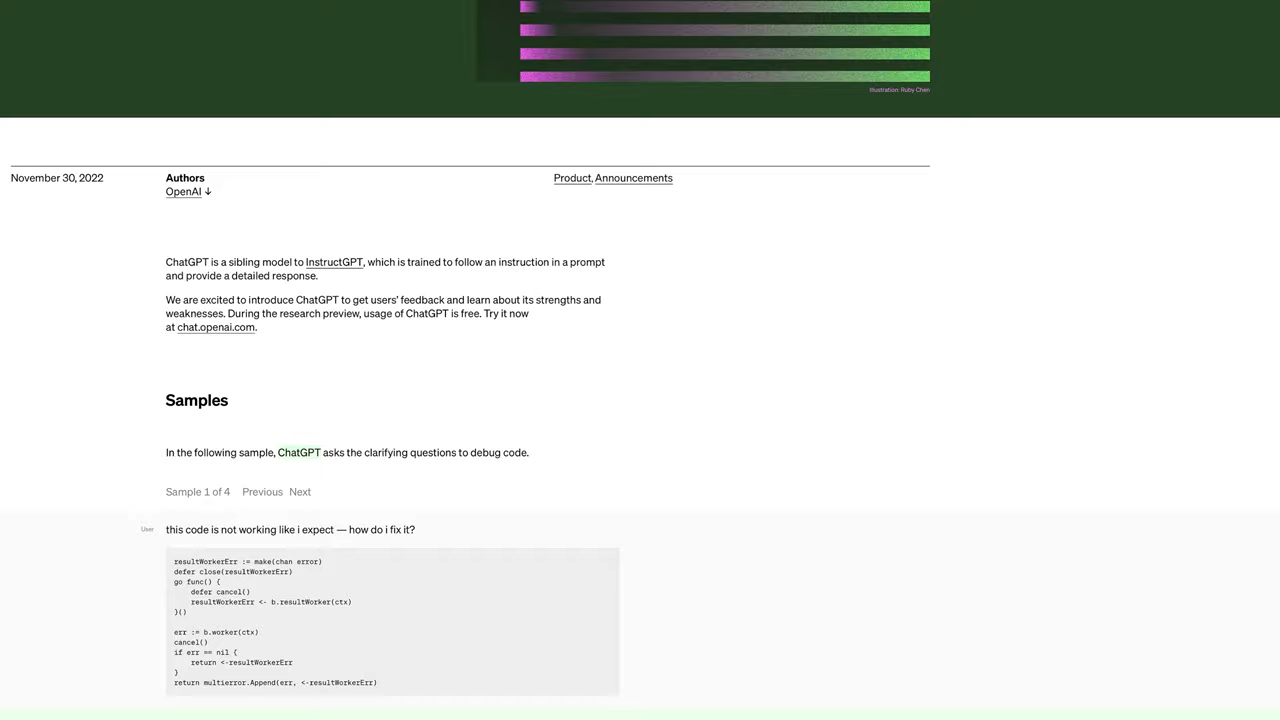 Illustration: Ruby Chen
November 30, 2022
Authors
OpenAI ↓
Product, Announcements
ChatGPT is a sibling model to InstructGPT, which is trained to follow an instruction in a prompt
and provide a detailed response.
We are excited to introduce ChatGPT to get users’ feedback and learn about its strengths and
weaknesses. During the research preview, usage of ChatGPT is free. Try it now
at chat.openai.com.
Samples
In the following sample, ChatGPT asks the clarifying questions to debug code.
Sample 1 of 4 Previous Next
User this code is not working like i expect — how do i fix it?
resultWorkerErr := make(chan error)
defer close(resultWorkerErr)
go func() {
    defer cancel()
    resultWorkerErr <- b.resultWorker(ctx)
}()
err := b.worker(ctx)
cancel()
if err == nil {
    return <-resultWorkerErr
}
return multierror.Append(err, <-resultWorkerErr)